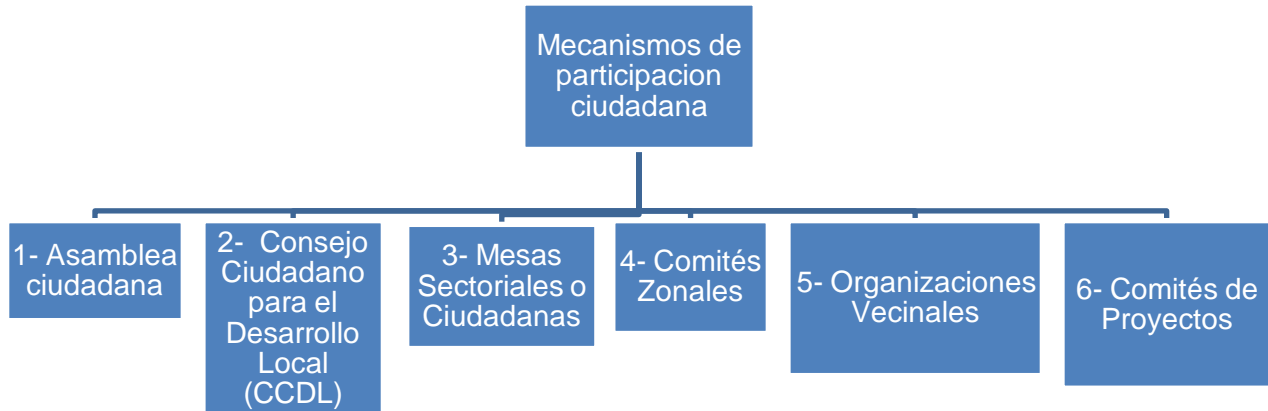 Mecanismos de
participacion
ciudadana
1- Asamblea
ciudadana
2- Consejo
Ciudadano
para el
Desarrollo
Local
(CCDL)
3- Mesas
Sectoriales o
Ciudadanas
4- Comités
Zonales
5- Organizaciones
Vecinales
6- Comités de
Proyectos